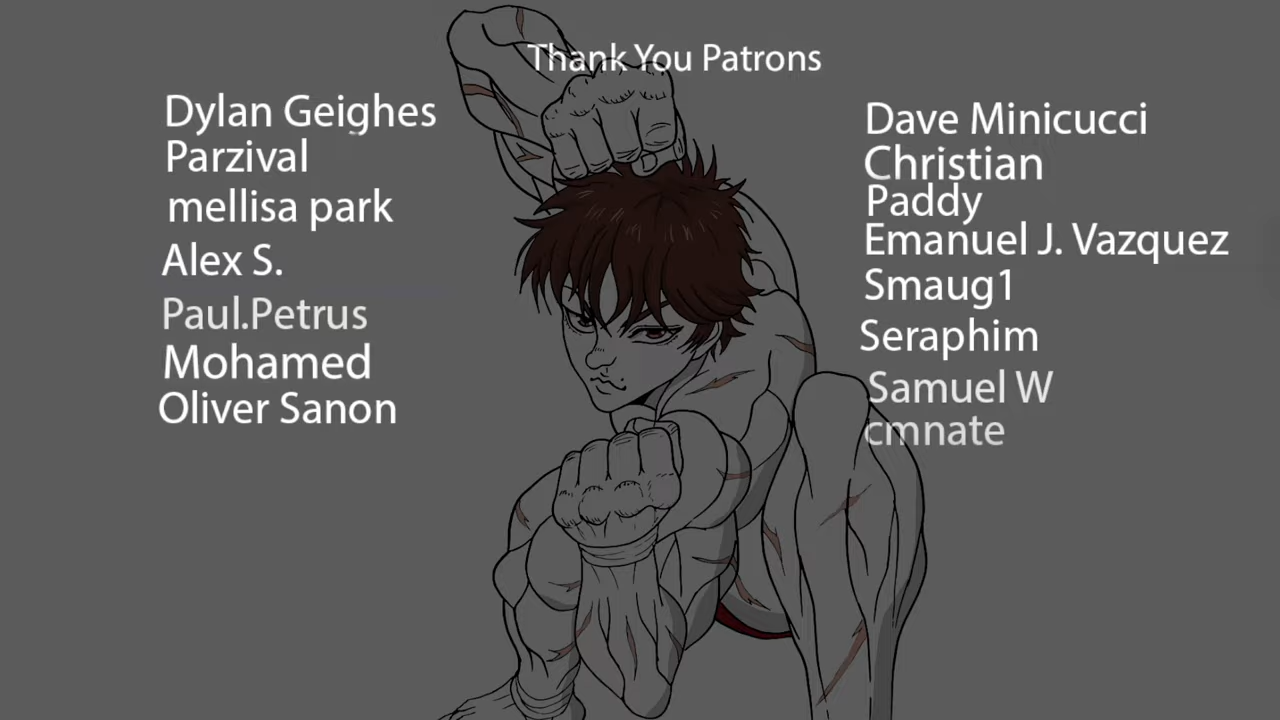 Thank You Patrons
Dylan Geighes
Parzival
mellisa park
Alex S.
Paul.Petrus
Mohamed
Oliver Sanon
Dave Minicucci
Christian
Paddy
Emanuel J. Vazquez
Smaug1
Seraphim
Samuel W
cmnate